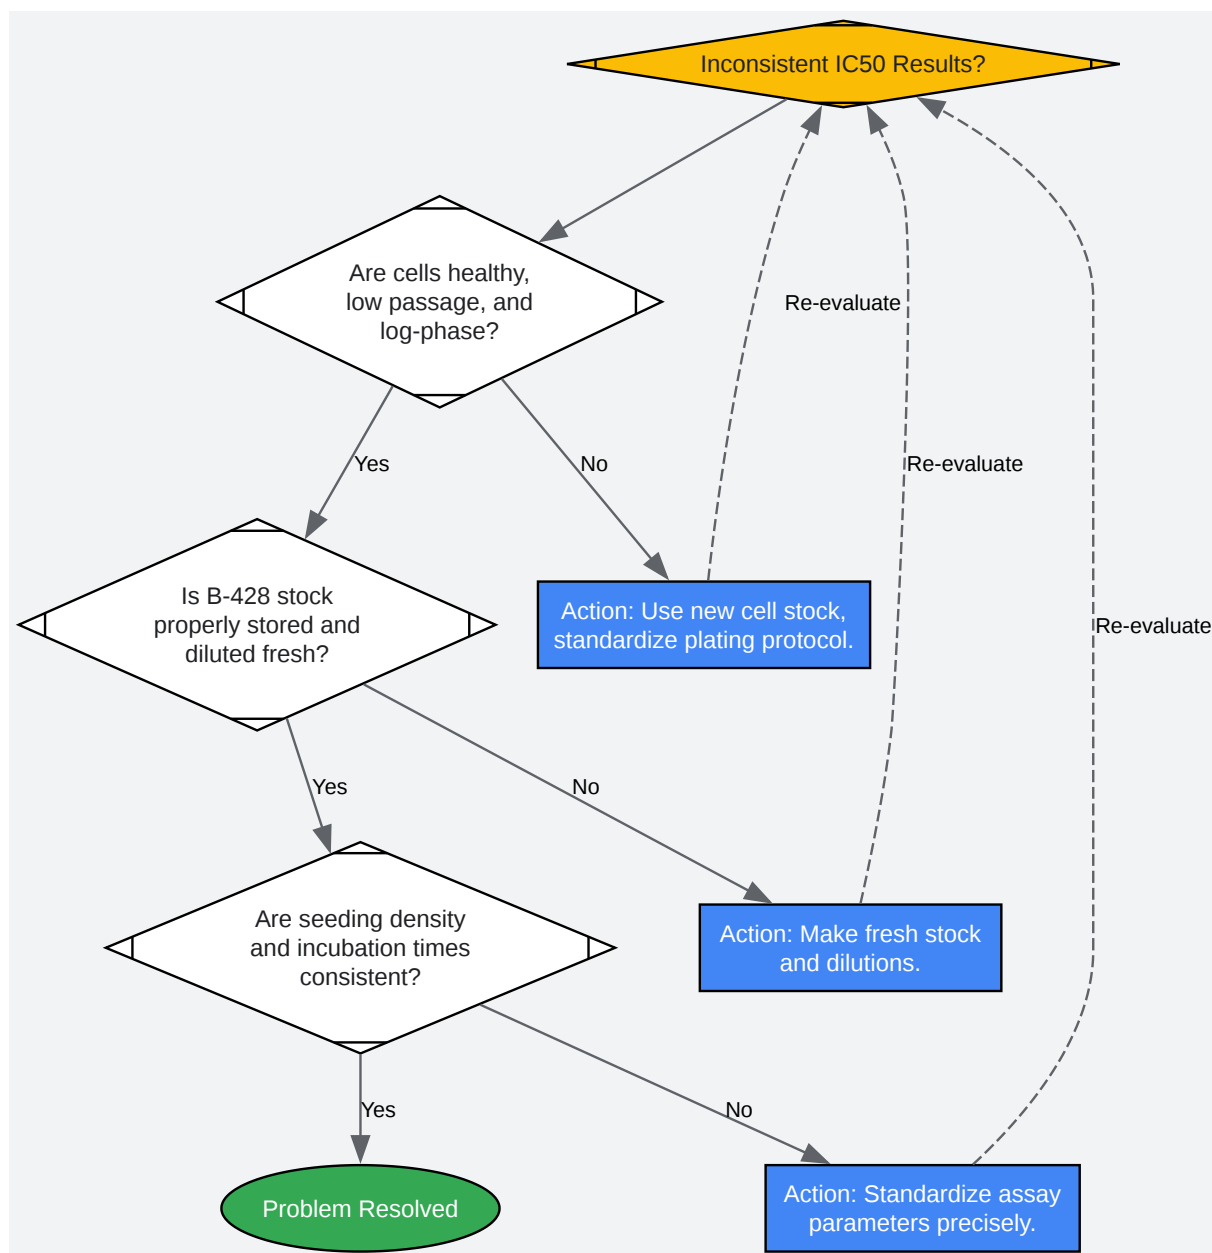 Inconsistent IC50 Results?
Are cells healthy,
low passage, and
log-phase?
Re-evaluate
Yes
No
Re-evaluate
Is B-428 stock
properly stored and
diluted fresh?
Action: Use new cell stock,
standardize plating protocol.
Re-evaluate
Yes
No
Are seeding density
and incubation times
consistent?
Action: Make fresh stock
and dilutions.
Yes
No
Problem Resolved
Action: Standardize assay
parameters precisely.